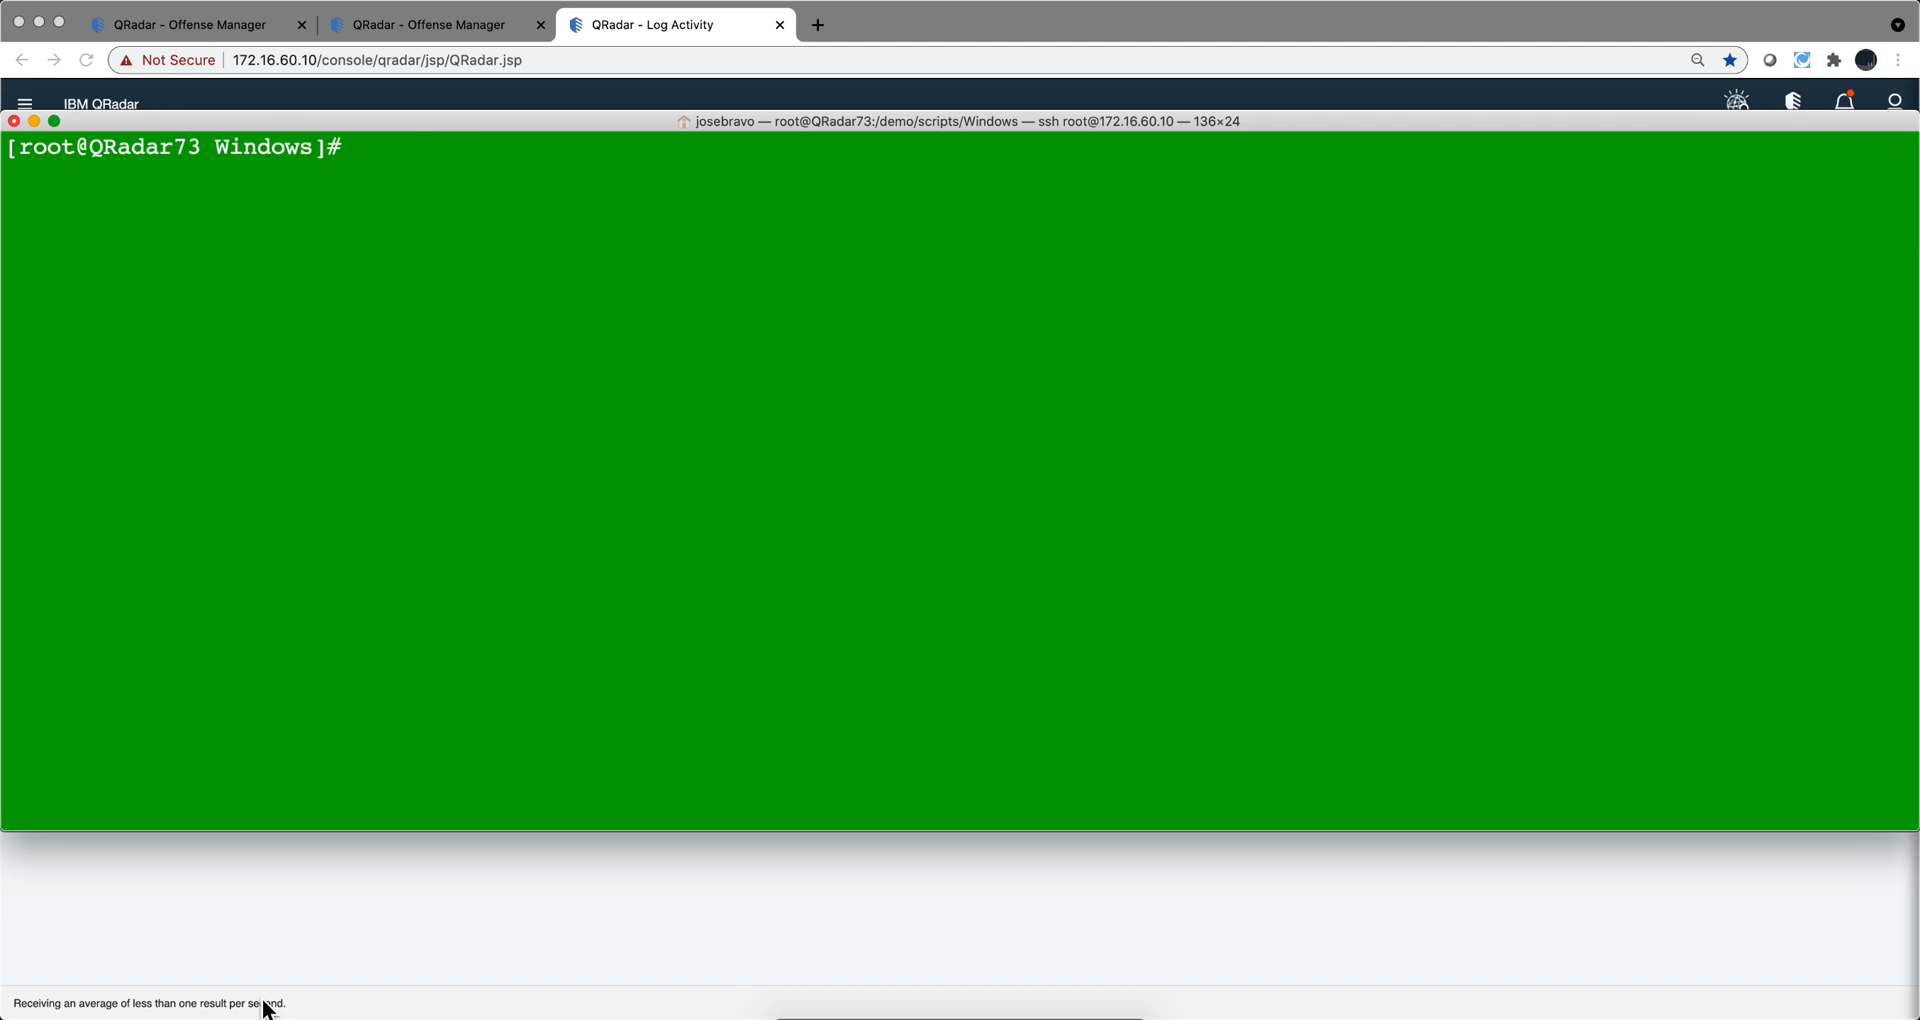 QRadar - Offense Manager
QRadar - Offense Manager
QRadar - Log Activity
Not Secure
172.16.60.10/console/qradar/jsp/QRadar.jsp
IBM QRadar
josebravo — root@QRadar73:/demo/scripts/Windows — ssh root@172.16.60.10 — 136×24
[root@QRadar73 Windows]#
Receiving an average of less than one result per second.